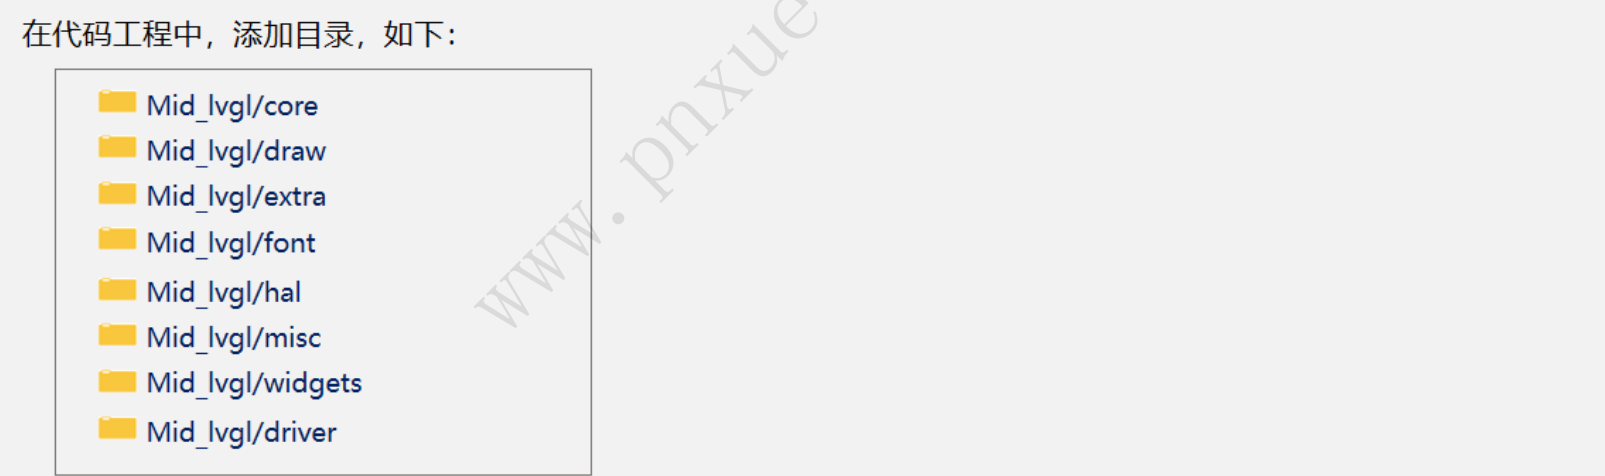 在代码工程中，添加目录，如下：
Mid_lvgl/core
Mid_lvgl/draw
Mid_lvgl/extra
Mid_lvgl/font
Mid_lvgl/hal
Mid_lvgl/misc
Mid_lvgl/widgets
Mid_lvgl/driver
www.pnxue